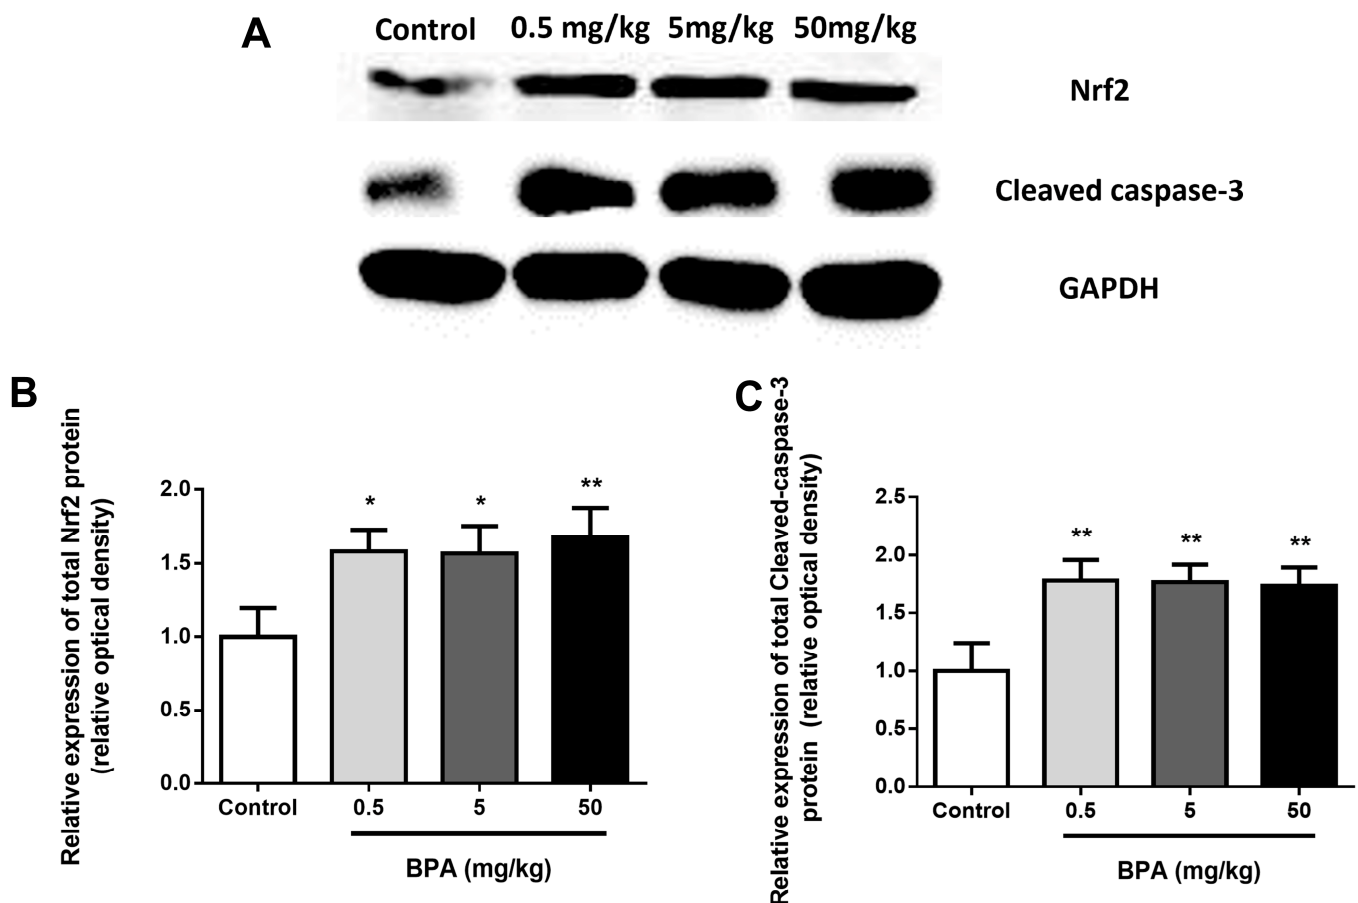 A
Control 0.5 mg/kg 5mg/kg 50mg/kg
Nrf2
Cleaved caspase-3
GAPDH
B
Relative expression of total Nrf2 protein
(relative optical density)
2.0
1.5
1.0
0.5
0.0
*
*
**
Control 0.5 5 50
BPA (mg/kg)
C
Relative expression of total Cleaved-caspase-3
protein (relative optical density)
2.5
2.0
1.5
1.0
0.5
0.0
**
**
**
Control 0.5 5 50
BPA (mg/kg)